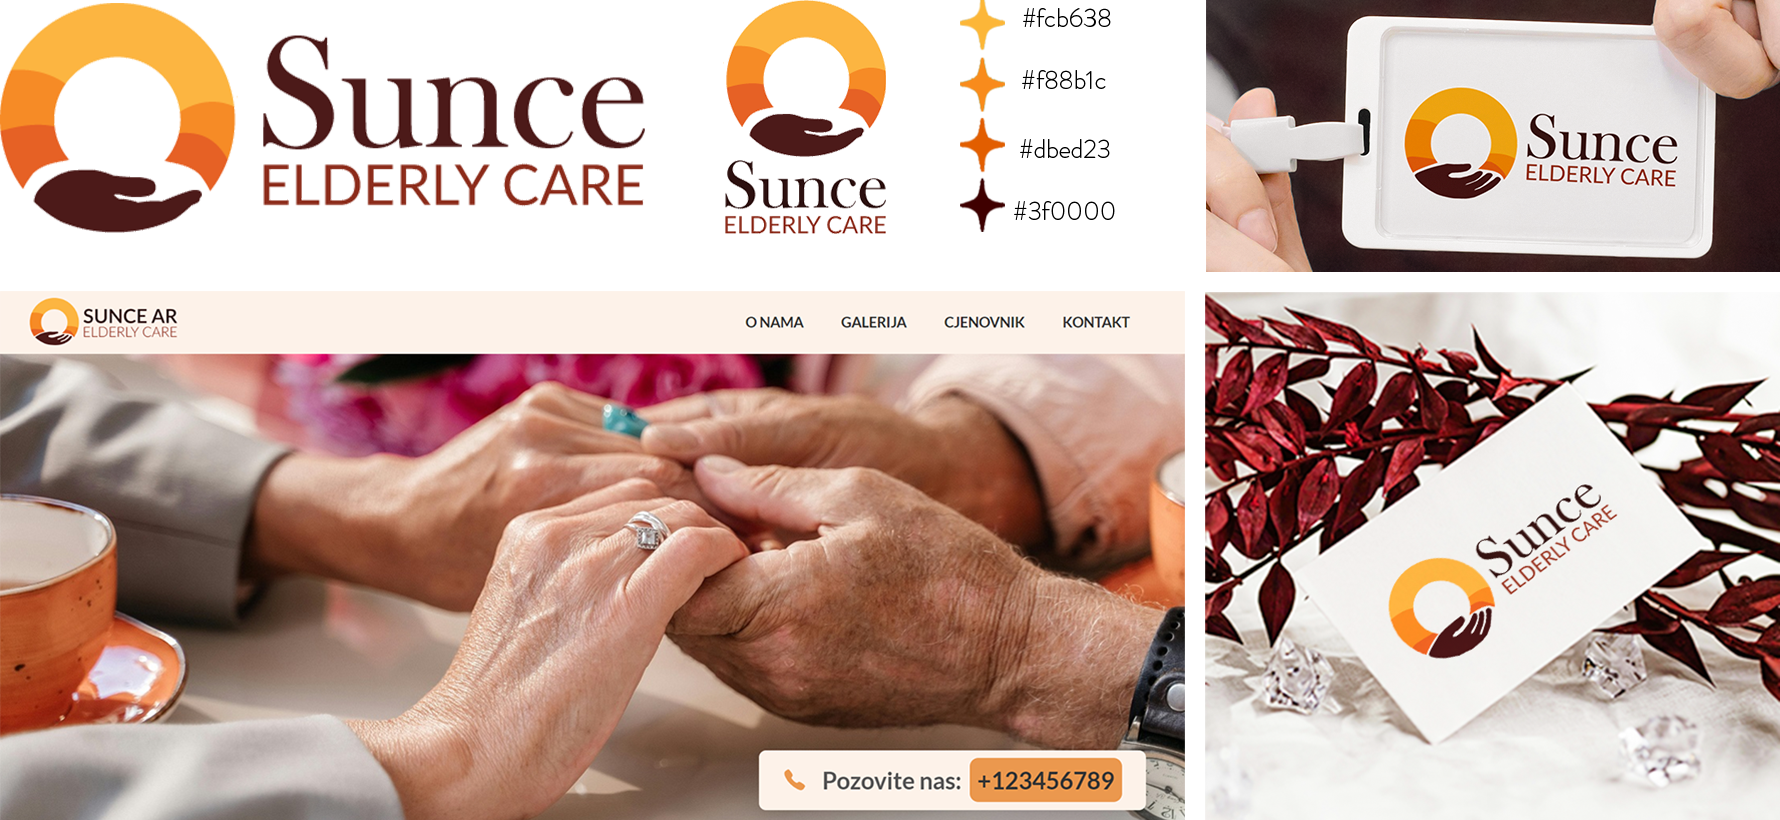 Sunce
ELDERLY CARE
Sunce
ELDERLY CARE
#fcb638
#f88b1c
#dbed23
#3f0000
Sunce
ELDERLY CARE
SUNCE AR
ELDERLY CARE
O NAMA
GALERIJA
CJENOVNIK
KONTAKT
Pozovite nas: +123456789
Sunce
ELDERLY CARE